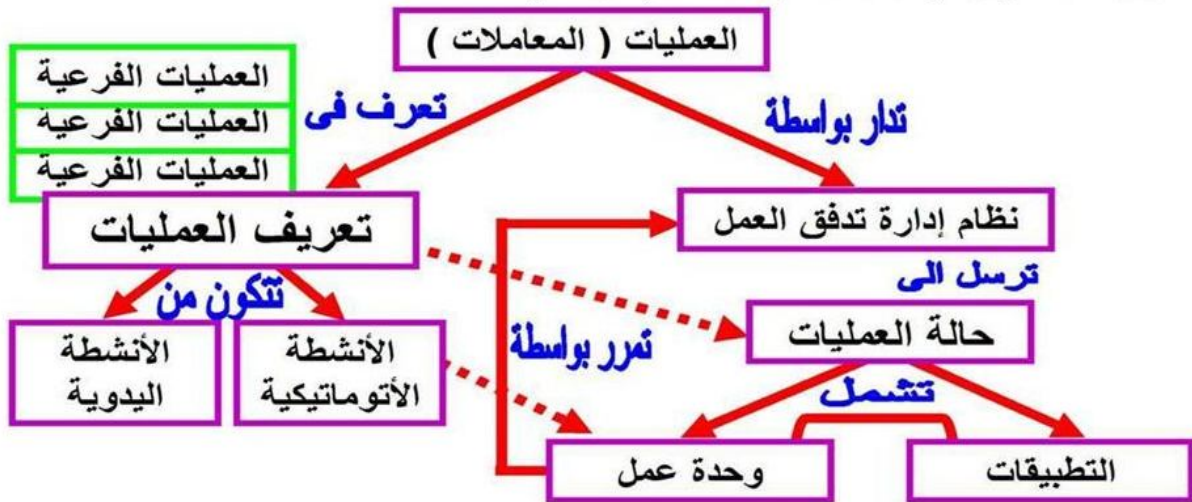 العمليات ( المعاملات )
العمليات الفرعية
العمليات الفرعية
العمليات الفرعية
تعرف فى
تدار بواسطة
تعريف العمليات
نظام إدارة تدفق العمل
تتكون من
ترسل الى
الأنشطة
اليدوية
الأنشطة
الأتوماتيكية
تمرر بواسطة
حالة العمليات
تشمل
وحدة عمل
التطبيقات